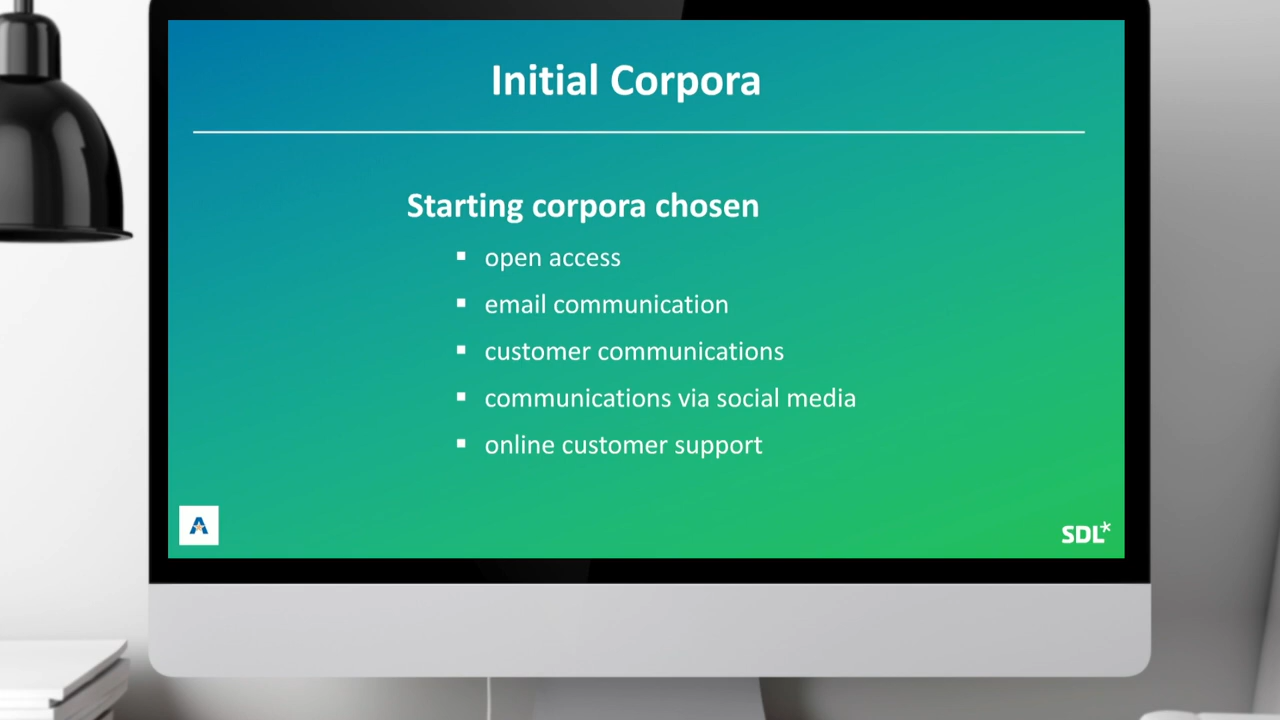 Initial Corpora
Starting corpora chosen
▪ open access
▪ email communication
▪ customer communications
▪ communications via social media
▪ online customer support
A
SDL*